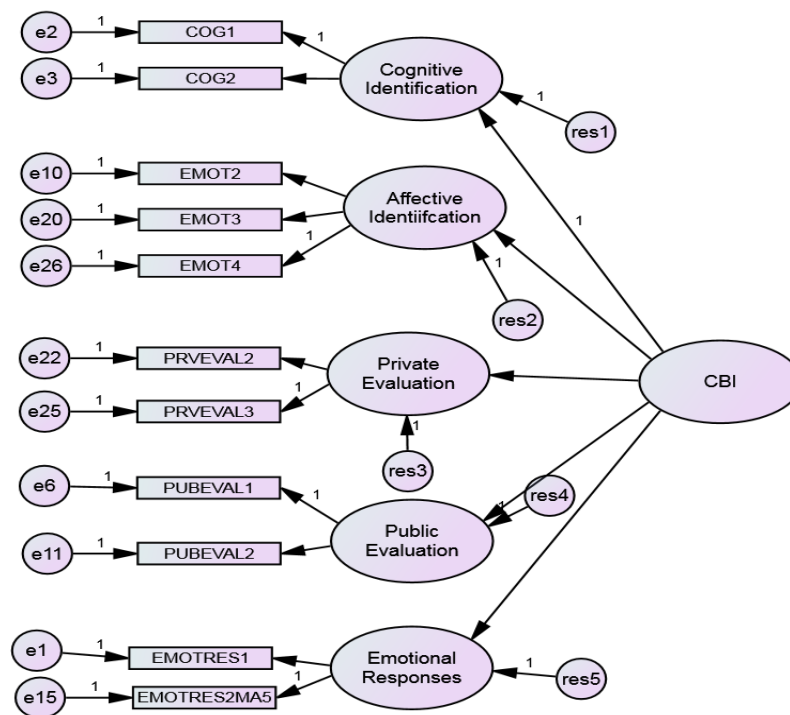 e2 1 COG1 1
e3 1 COG2
Cognitive
Identification
1 res1
e10 1 EMOT2
e20 1 EMOT3
e26 1 EMOT4 1
Affective
Identiifcation
1
res2
1
e22 1 PRVEVAL2
e25 1 PRVEVAL3 1
Private
Evaluation
1
res3
CBI
e6 1 PUBEVAL1 1
e11 1 PUBEVAL2
Public
Evaluation
1 res4
e1 1 EMOTRES1
e15 1 EMOTRES2MA5 1
Emotional
Responses
1 res5